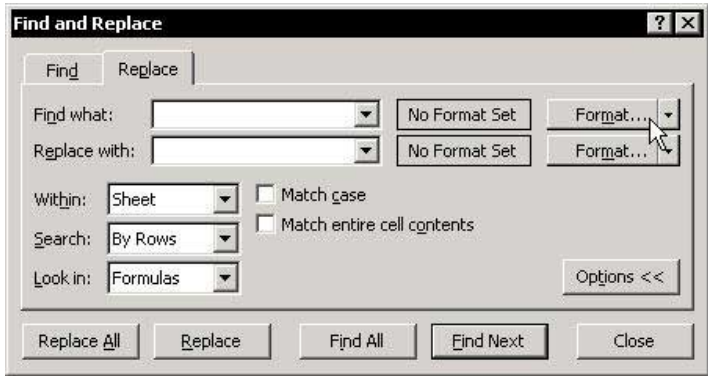 Find and Replace ? X
Find Replace
Find what: No Format Set Format...
Replace with: No Format Set Format...
Within: Sheet Match case
Match entire cell contents
Search: By Rows
Look in: Formulas Options <<
Replace All Replace Find All Find Next Close